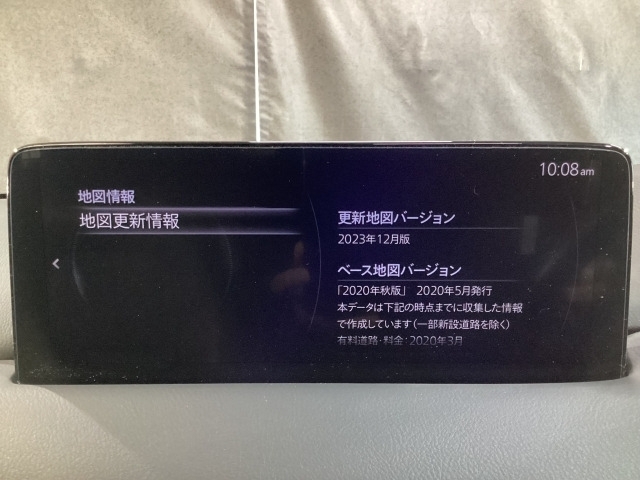 10:08am
地図情報
地図更新情報
更新地図バージョン
2023年12月版
ベース地図バージョン
「2020年秋版」 2020年5月発行
本データは下記の時点までに収集した情報
で作成しています(一部新設道路を除く)
有料道路・料金:2020年3月